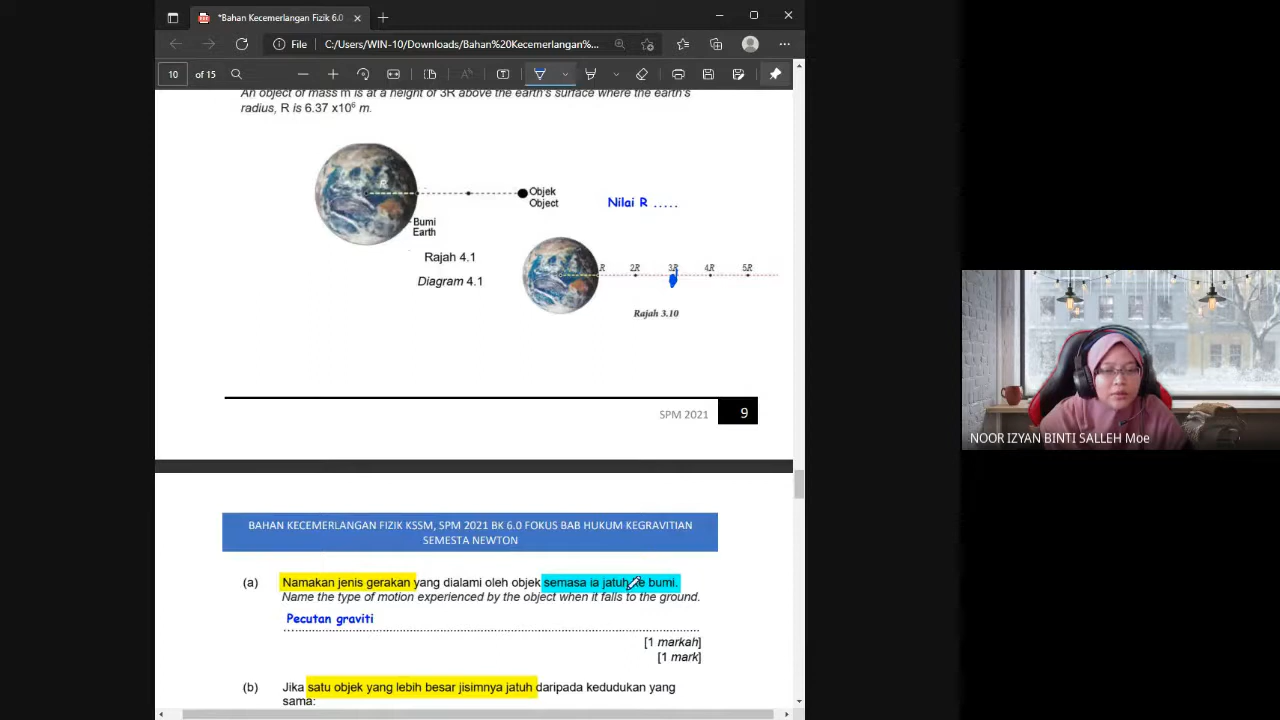 *Bahan Kecemerlangan Fizik 6.0
File
C:/Users/WIN-10/Downloads/Bahan%20Kecemerlangan%...
10 of 15
An object of mass m is at a height of 3R above the earth's surface where the earth's
radius, R is 6.37 x10⁶ m.
R
Objek
Object
Bumi
Earth
Nilai R .....
Rajah 4.1
Diagram 4.1
R 2R 3R 4R 5R
Rajah 3.10
SPM 2021 9
BAHAN KECEMERLANGAN FIZIK KSSM, SPM 2021 BK 6.0 FOKUS BAB HUKUM KEGRAVITIAN
SEMESTA NEWTON
(a) Namakan jenis gerakan yang dialami oleh objek semasa ia jatuh ke bumi.
Name the type of motion experienced by the object when it falls to the ground.
Pecutan graviti
[1 markah]
[1 mark]
(b) Jika satu objek yang lebih besar jisimnya jatuh daripada kedudukan yang
sama:
NOOR IZYAN BINTI SALLEH Moe